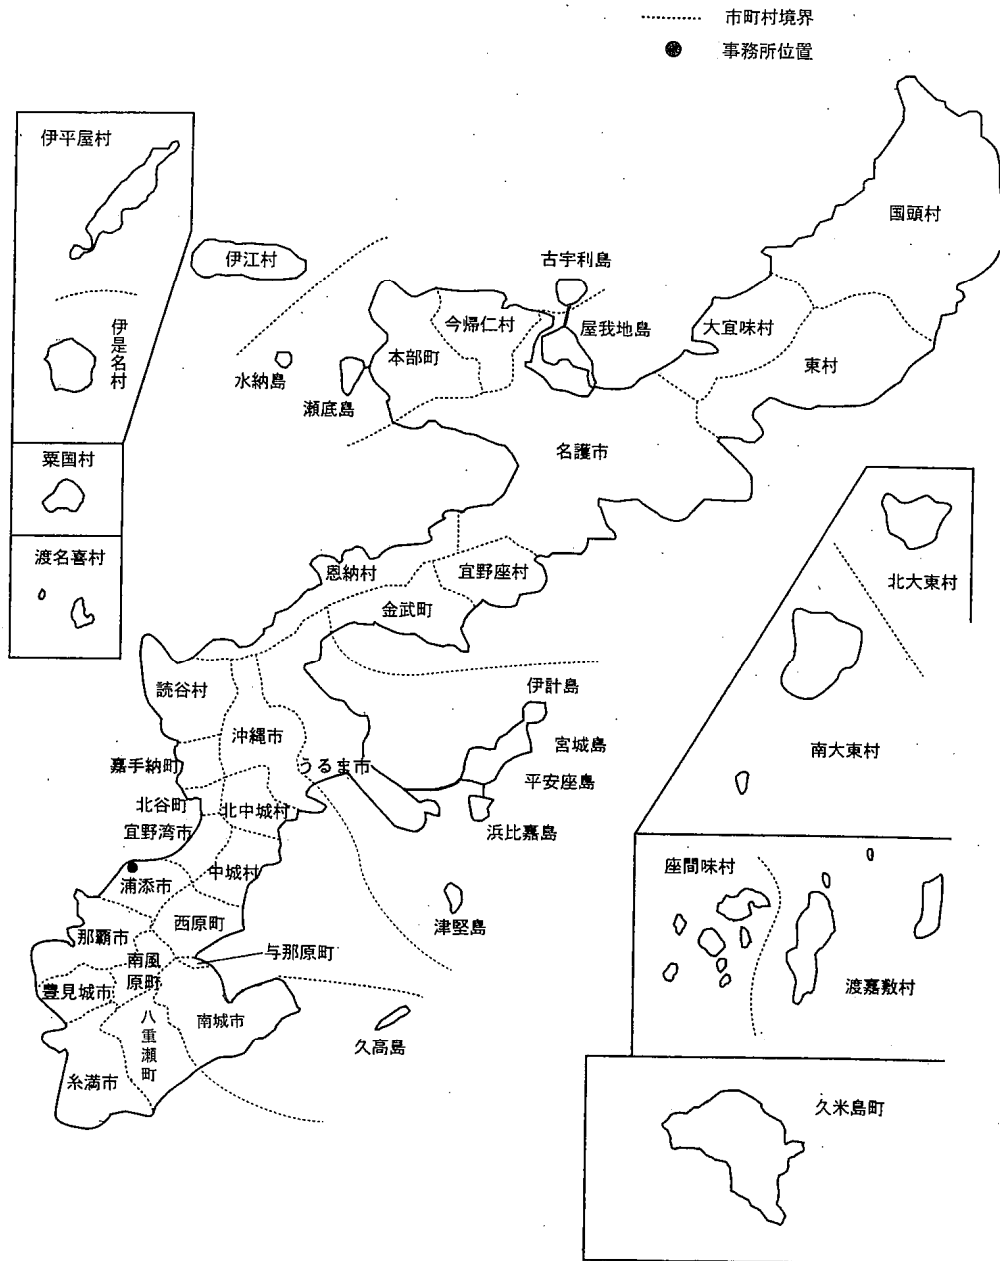 市町村境界
事務所位置
伊平屋村
国頭村
伊江村
古宇利島
伊是名村
今帰仁村
屋我地島
大宜味村
本部町
東村
水納島
瀬底島
名護市
粟国村
渡名喜村
恩納村
宜野座村
金武町
北大東村
読谷村
伊計島
沖縄市
宮城島
南大東村
嘉手納町
うるま市
平安座島
北谷町
北中城村
宜野湾市
浜比嘉島
中城村
座間味村
浦添市
西原町
津堅島
那覇市
与那原町
南風
原町
豊見城市
渡嘉敷村
八重瀬町
南城市
久高島
糸満市
久米島町